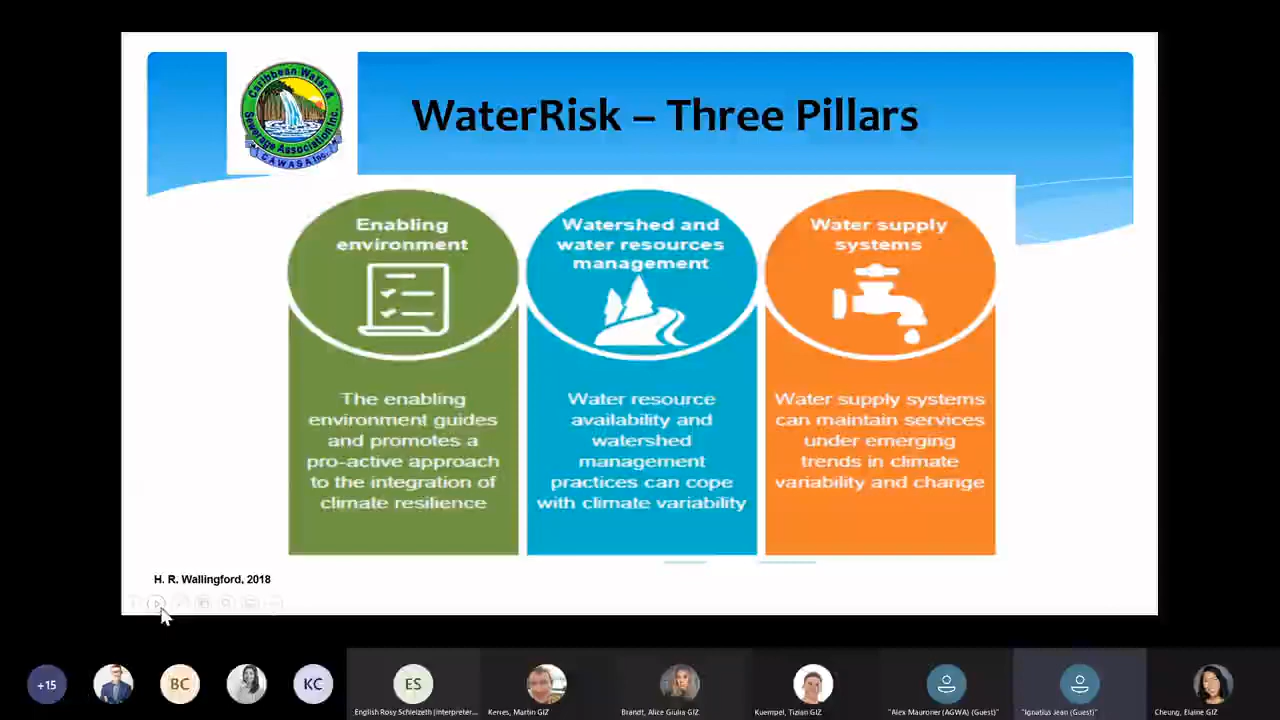 Caribbean Water &
Sewerage Association Inc.
"CAWASA Inc."
WaterRisk – Three Pillars
Enabling
environment
The enabling
environment guides
and promotes a
pro-active approach
to the integration of
climate resilience
Watershed and
water resources
management
Water resource
availability and
watershed
management
practices can cope
with climate variability
Water supply
systems
Water supply systems
can maintain services
under emerging
trends in climate
variability and change
H. R. Wallingford, 2018
+15
BC
KC
ES
English Rosy Schleizeth (Interpreter...
Keres, Martin GIZ
Brandt, Alice Giulia GIZ
Kuempel, Tizian GIZ
"Alex Mauroner (AGWA) (Guest)"
"Ignatius Jean (Guest)"
Cheung, Elaine GIZ